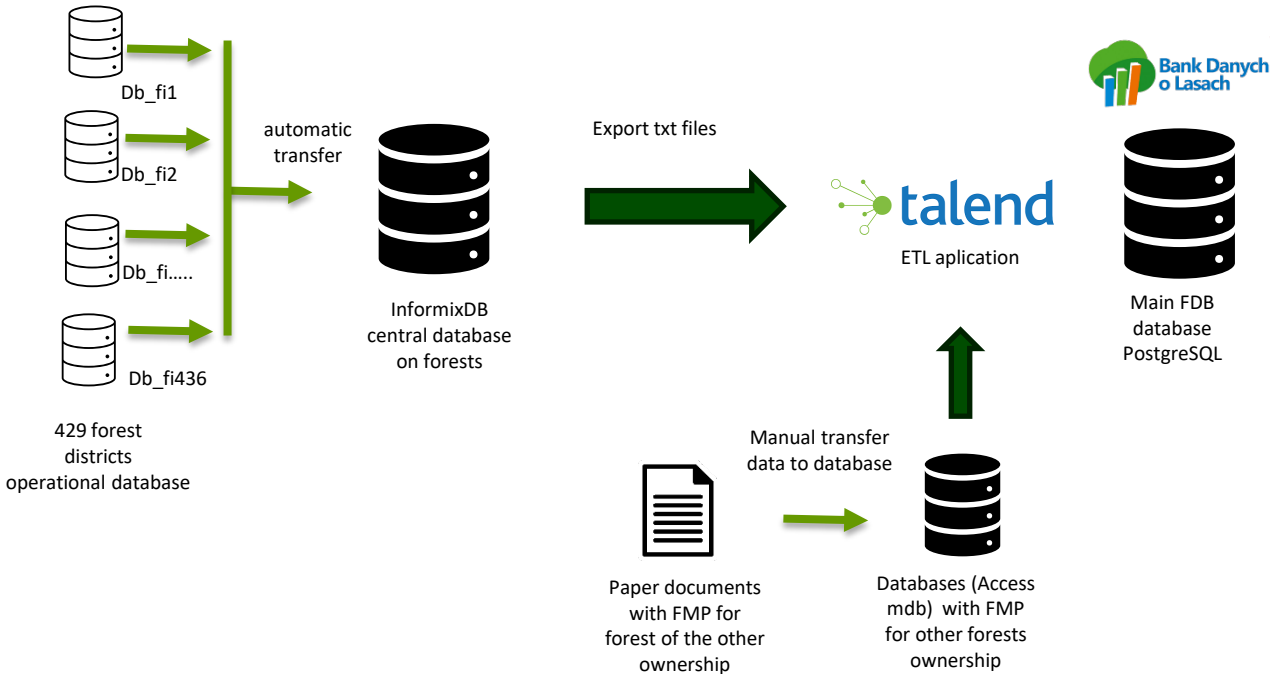 Db_fi1
Db_fi2
Db_fi.....
Db_fi436
429 forest
districts
operational database
automatic
transfer
InformixDB
central database
on forests
Export txt files
talend
ETL aplication
Bank Danych
o Lasach
Main FDB
database
PostgreSQL
Manual transfer
data to database
Paper documents
with FMP for
forest of the other
ownership
Databases (Access
mdb) with FMP
for other forests
ownership